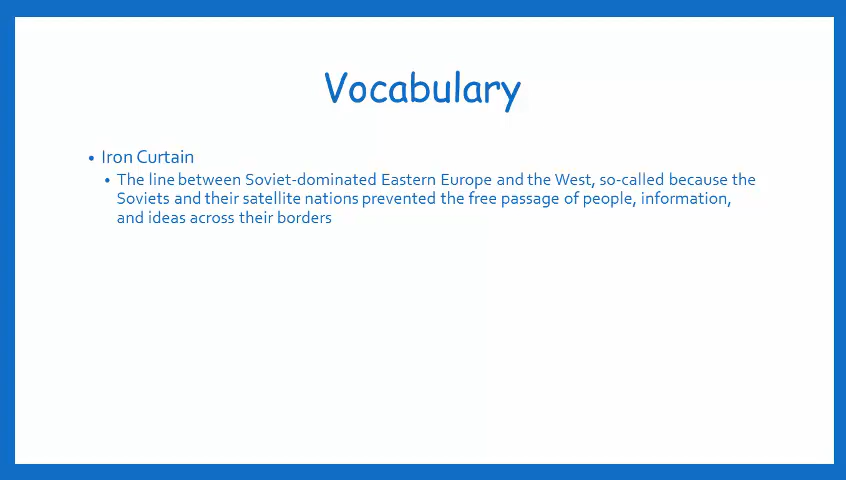 Vocabulary
• Iron Curtain
• The line between Soviet-dominated Eastern Europe and the West, so-called because the
Soviets and their satellite nations prevented the free passage of people, information,
and ideas across their borders